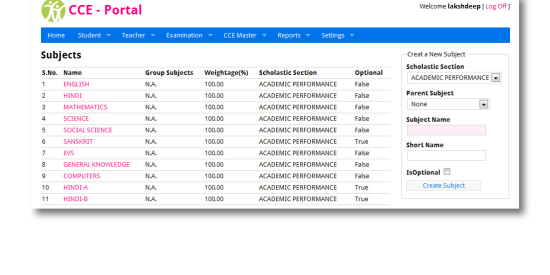 CCE - Portal
Welcome lakshdeep [ Log Off ]
Home Student Teacher Examination CCE Master Reports Settings
Subjects
S.No. Name Group Subjects Weightage(%) Scholastic Section Optional
1 ENGLISH N.A. 100.00 ACADEMIC PERFORMANCE False
2 HINDI N.A. 100.00 ACADEMIC PERFORMANCE False
3 MATHEMATICS N.A. 100.00 ACADEMIC PERFORMANCE False
4 SCIENCE N.A. 100.00 ACADEMIC PERFORMANCE False
5 SOCIAL SCIENCE N.A. 100.00 ACADEMIC PERFORMANCE False
6 SANSKRIT N.A. 100.00 ACADEMIC PERFORMANCE True
7 EVS N.A. 100.00 ACADEMIC PERFORMANCE False
8 GENERAL KNOWLEDGE N.A. 100.00 ACADEMIC PERFORMANCE False
9 COMPUTERS N.A. 100.00 ACADEMIC PERFORMANCE False
10 HINDI-A N.A. 100.00 ACADEMIC PERFORMANCE True
11 HINDI-B N.A. 100.00 ACADEMIC PERFORMANCE True
Creat a New Subject
Scholastic Section
ACADEMIC PERFORMANCE
Parent Subject
None
Subject Name
Short Name
IsOptional
Create Subject